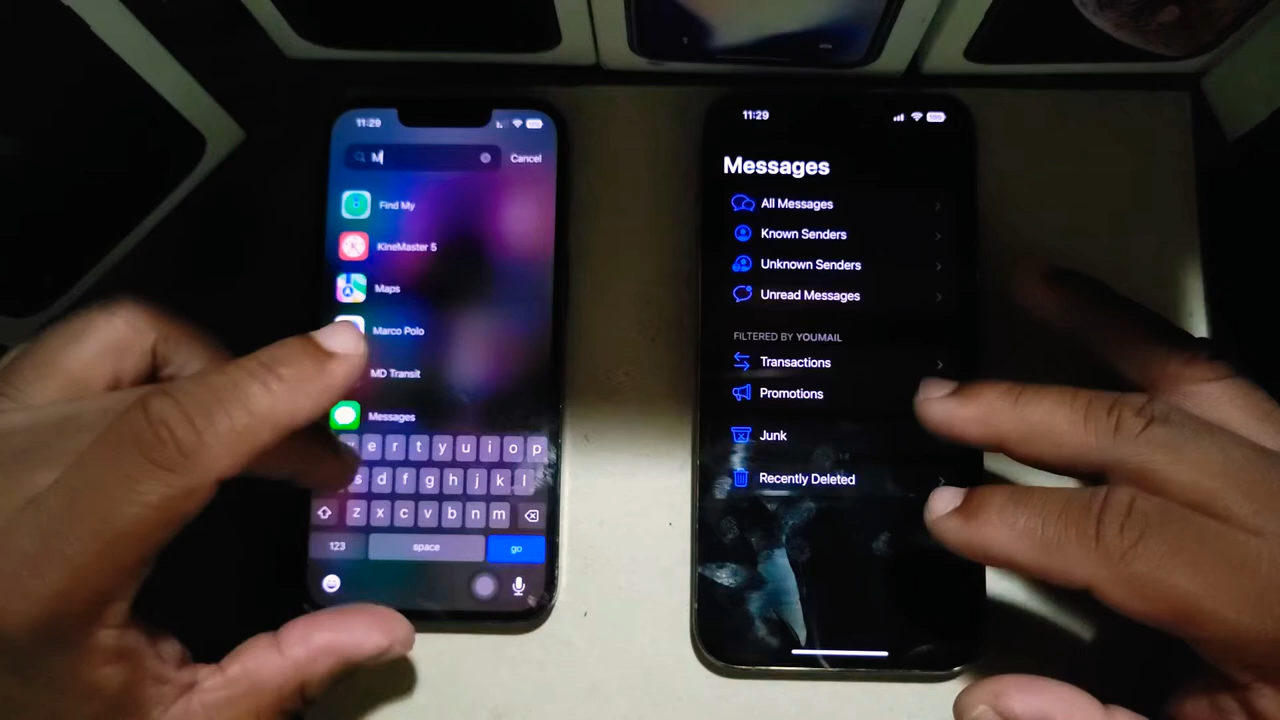 11:29
M
Cancel
Find My
KineMaster 5
Maps
Marco Polo
MD Transit
Messages
e r t y u i o p
s d f g h j k l
z x c v b n m
123 space go
11:29
Messages
All Messages
Known Senders
Unknown Senders
Unread Messages
FILTERED BY YOUMAIL
Transactions
Promotions
Junk
Recently Deleted